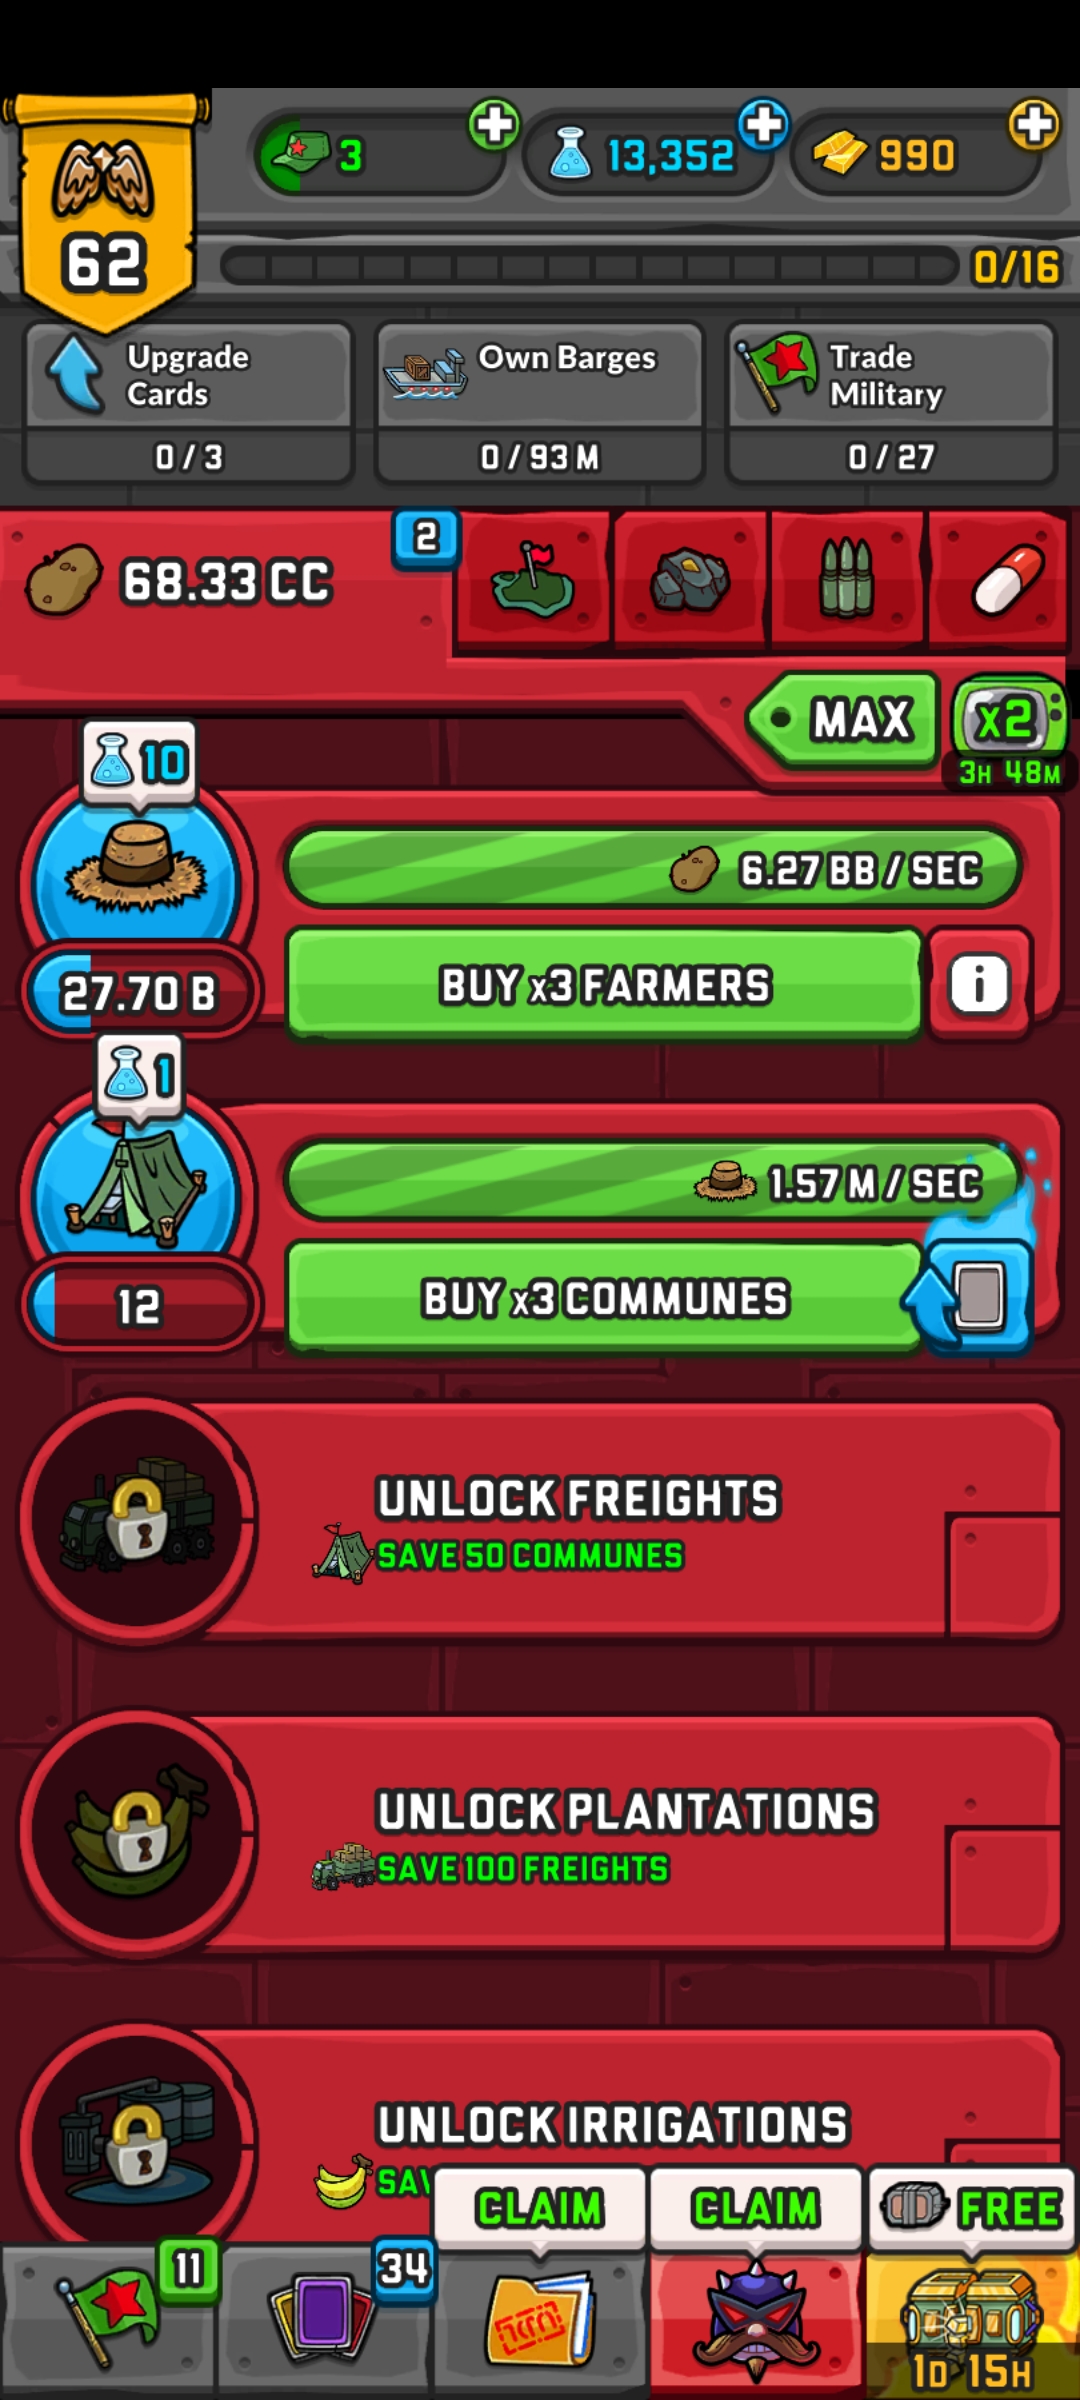 62
3
13,352
990
0/16
Upgrade
Cards
0 / 3
Own Barges
0 / 93 M
Trade
Military
0 / 27
68.33 CC
2
MAX
x2
3H 48M
10
6.27 BB / SEC
27.70 B
BUY x3 FARMERS
i
1
1.57 M / SEC
12
BUY x3 COMMUNES
UNLOCK FREIGHTS
SAVE 50 COMMUNES
UNLOCK PLANTATIONS
SAVE 100 FREIGHTS
UNLOCK IRRIGATIONS
CLAIM
CLAIM
FREE
11
34
1D 15H